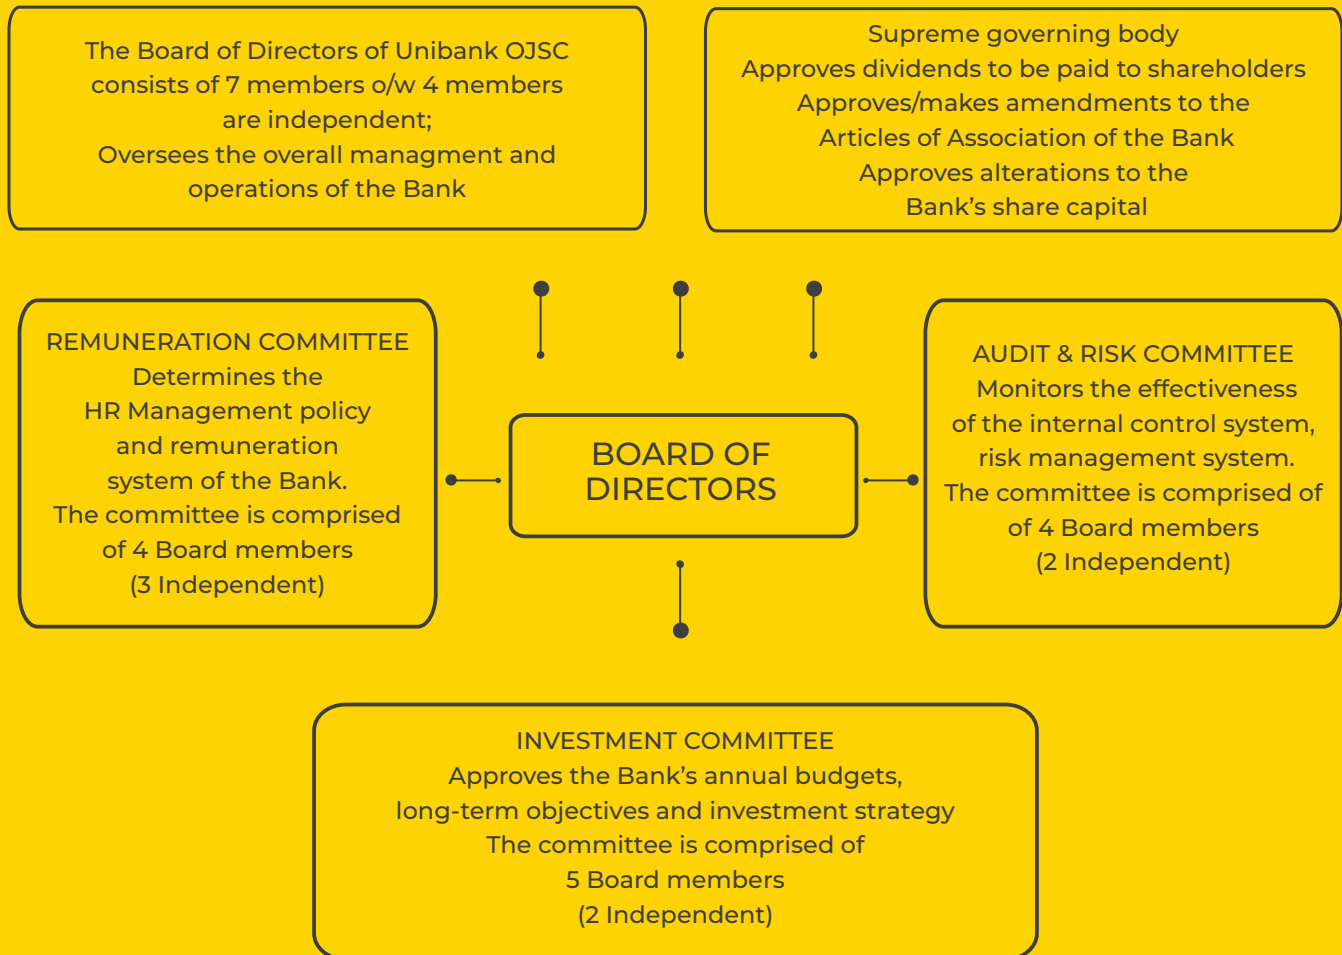 The Board of Directors of Unibank OJSC
consists of 7 members o/w 4 members
are independent;
Oversees the overall managment and
operations of the Bank
Supreme governing body
Approves dividends to be paid to shareholders
Approves/makes amendments to the
Articles of Association of the Bank
Approves alterations to the
Bank’s share capital
REMUNERATION COMMITTEE
Determines the
HR Management policy
and remuneration
system of the Bank.
The committee is comprised
of 4 Board members
(3 Independent)
BOARD OF
DIRECTORS
AUDIT & RISK COMMITTEE
Monitors the effectiveness
of the internal control system,
risk management system.
The committee is comprised of
of 4 Board members
(2 Independent)
INVESTMENT COMMITTEE
Approves the Bank’s annual budgets,
long-term objectives and investment strategy
The committee is comprised of
5 Board members
(2 Independent)